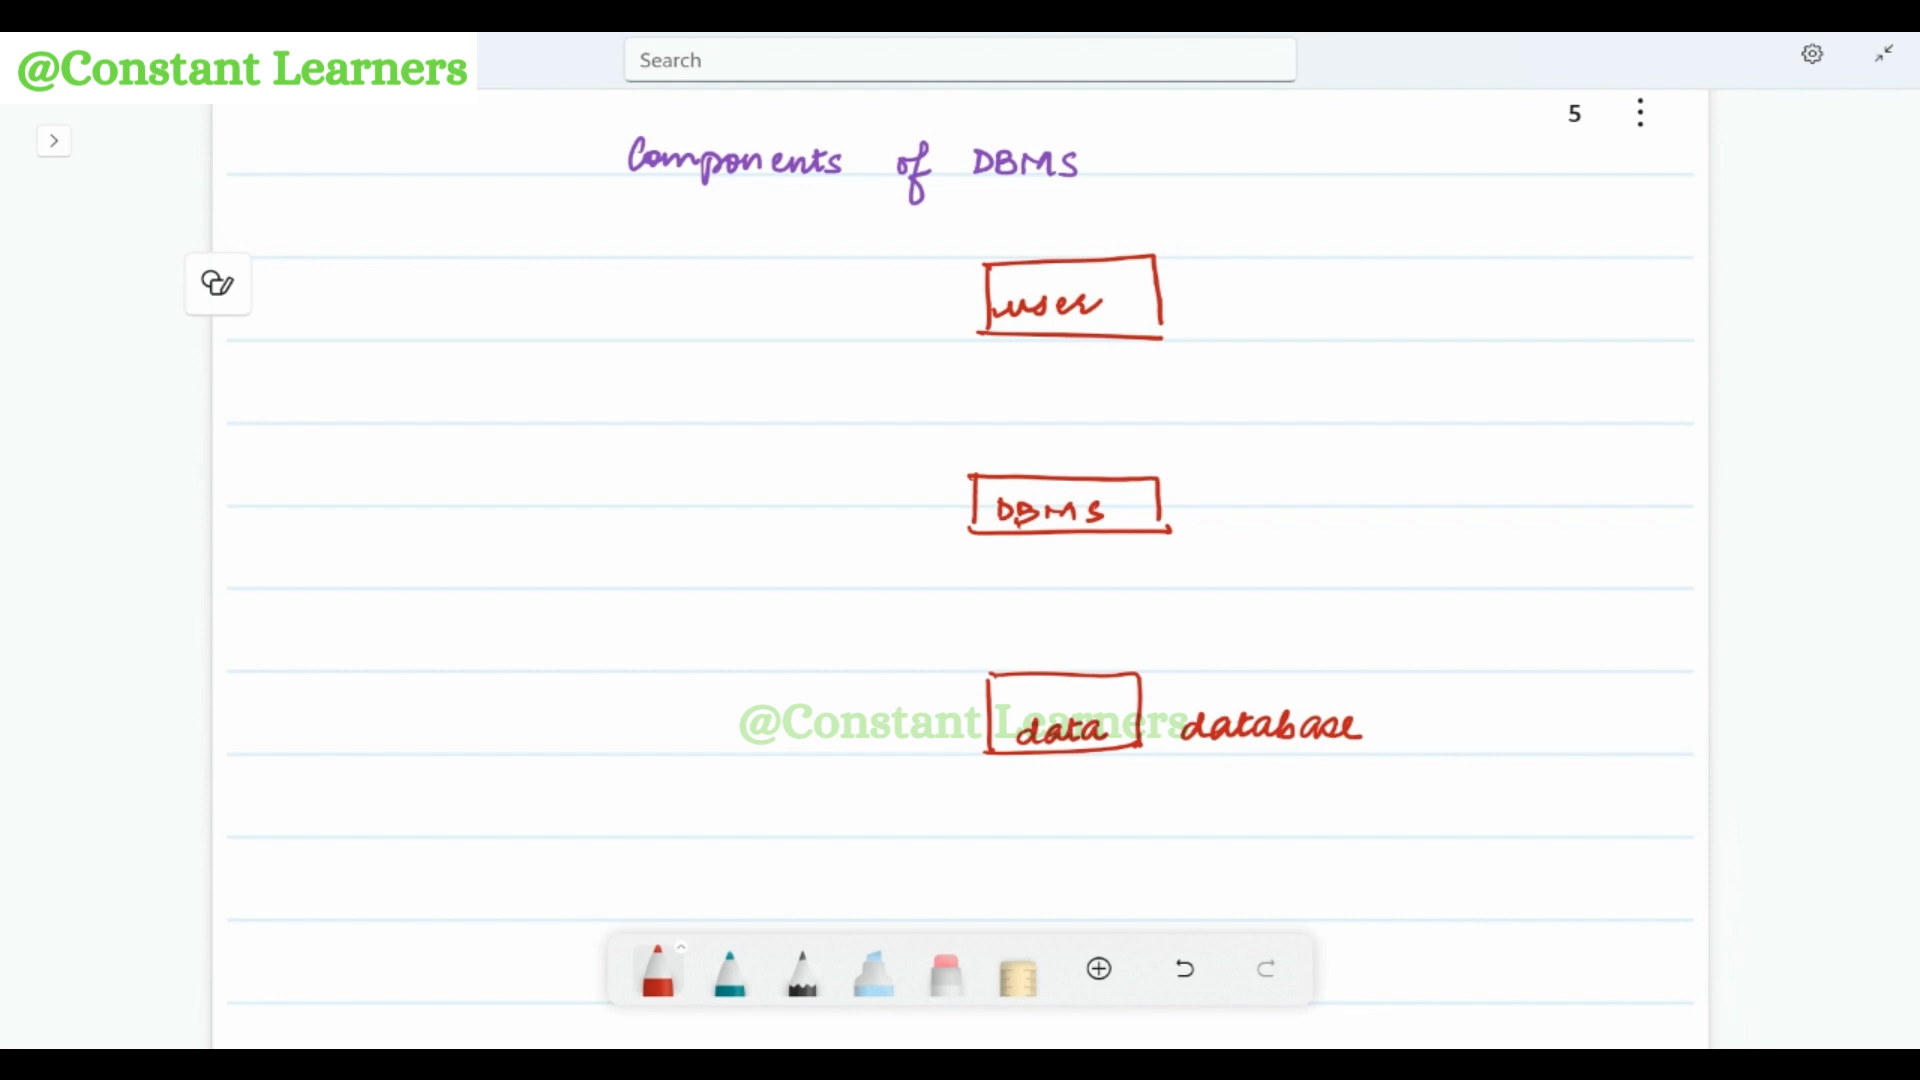 @Constant Learners
Search
5
Components of DBMS
user
DBMS
data database
@Constant Learners